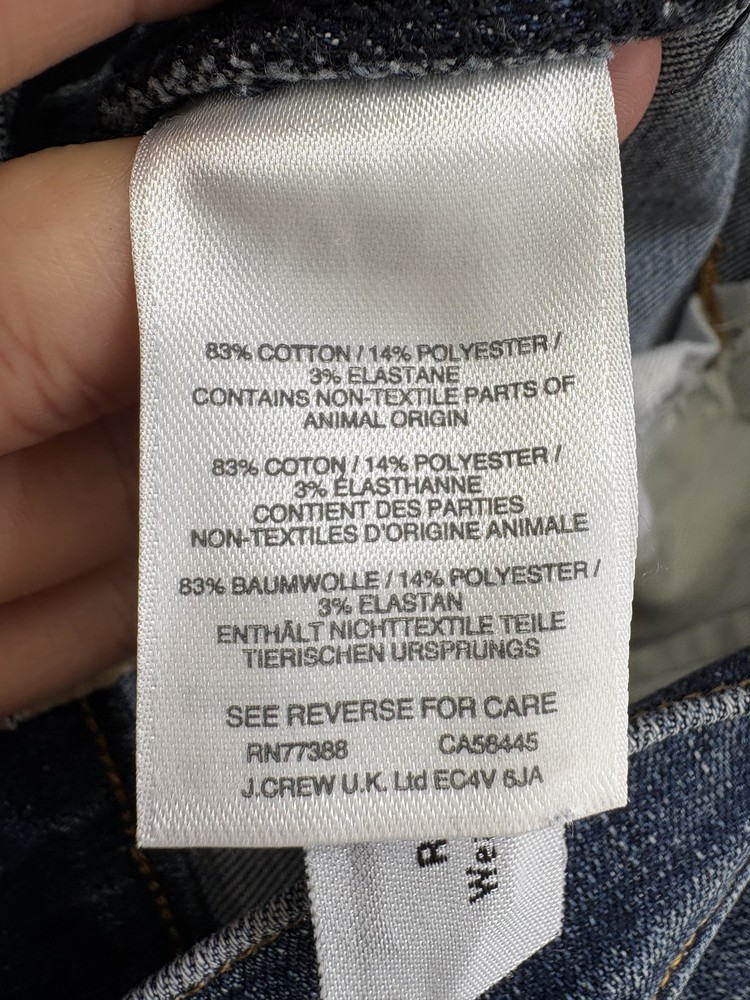 83% COTTON / 14% POLYESTER /
3% ELASTANE
CONTAINS NON-TEXTILE PARTS OF
ANIMAL ORIGIN
83% COTON / 14% POLYESTER /
3% ELASTHANNE
CONTIENT DES PARTIES
NON-TEXTILES D'ORIGINE ANIMALE
83% BAUMWOLLE / 14% POLYESTER /
3% ELASTAN
ENTHÄLT NICHTTEXTILE TEILE
TIERISCHEN URSPRUNGS
SEE REVERSE FOR CARE
RN77388 CA56445
J.CREW U.K. Ltd EC4V 6JA